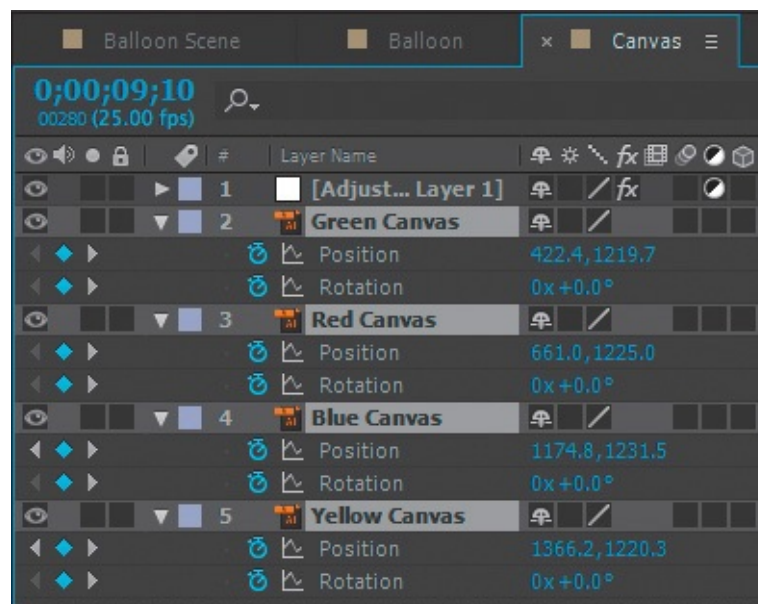 Balloon Scene Balloon × Canvas ≡
0;00;09;10
00280 (25.00 fps)
# Layer Name fx
1 [Adjust... Layer 1] fx
2 Green Canvas
Position 422.4,1219.7
Rotation 0x+0.0°
3 Red Canvas
Position 661.0,1225.0
Rotation 0x+0.0°
4 Blue Canvas
Position 1174.8,1231.5
Rotation 0x+0.0°
5 Yellow Canvas
Position 1366.2,1220.3
Rotation 0x+0.0°